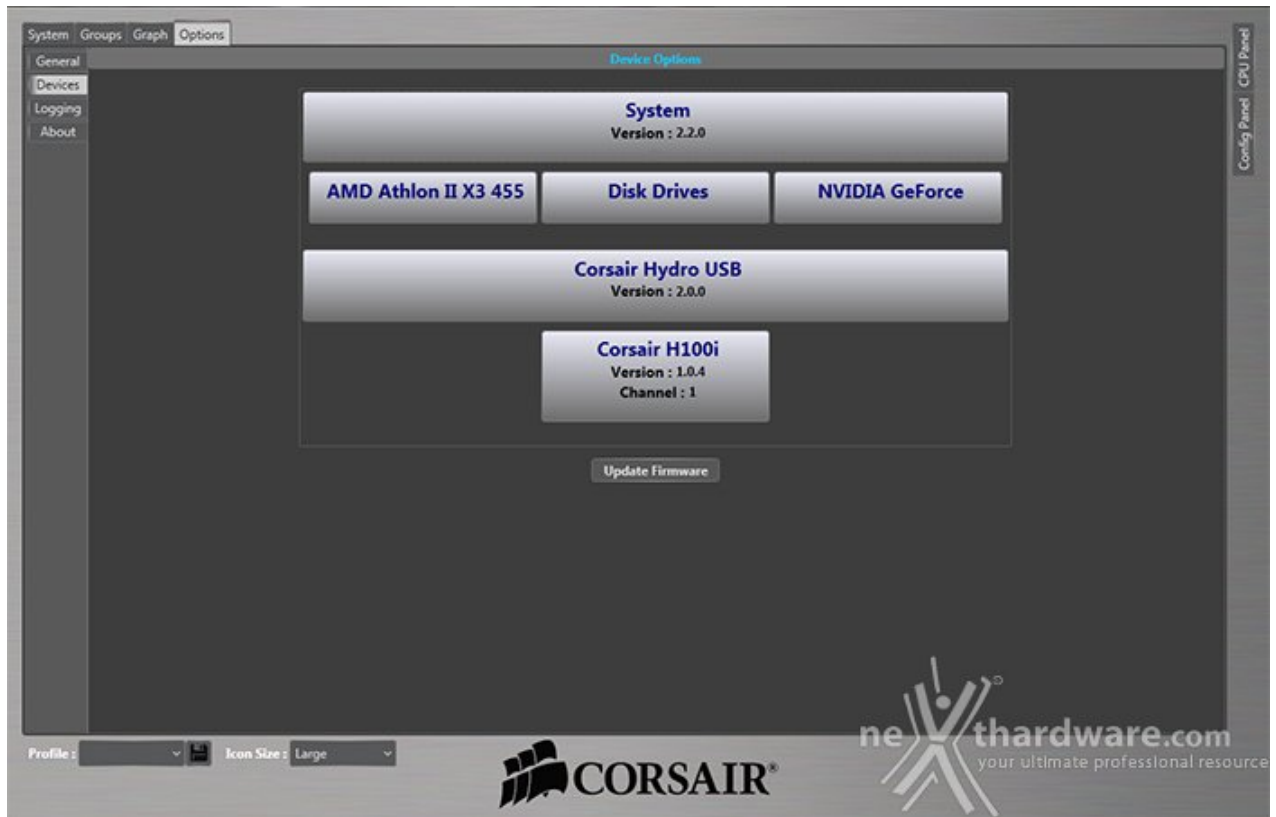 System Groups Graph Options
General
Devices
Logging
About
Device Options
System
Version : 2.2.0
AMD Athlon II X3 455
Disk Drives
NVIDIA GeForce
Corsair Hydro USB
Version : 2.0.0
Corsair H100i
Version : 1.0.4
Channel : 1
Update Firmware
CPU Panel
Config Panel
Profile :
Icon Size : Large
CORSAIR®
nexthardware.com
your ultimate professional resource